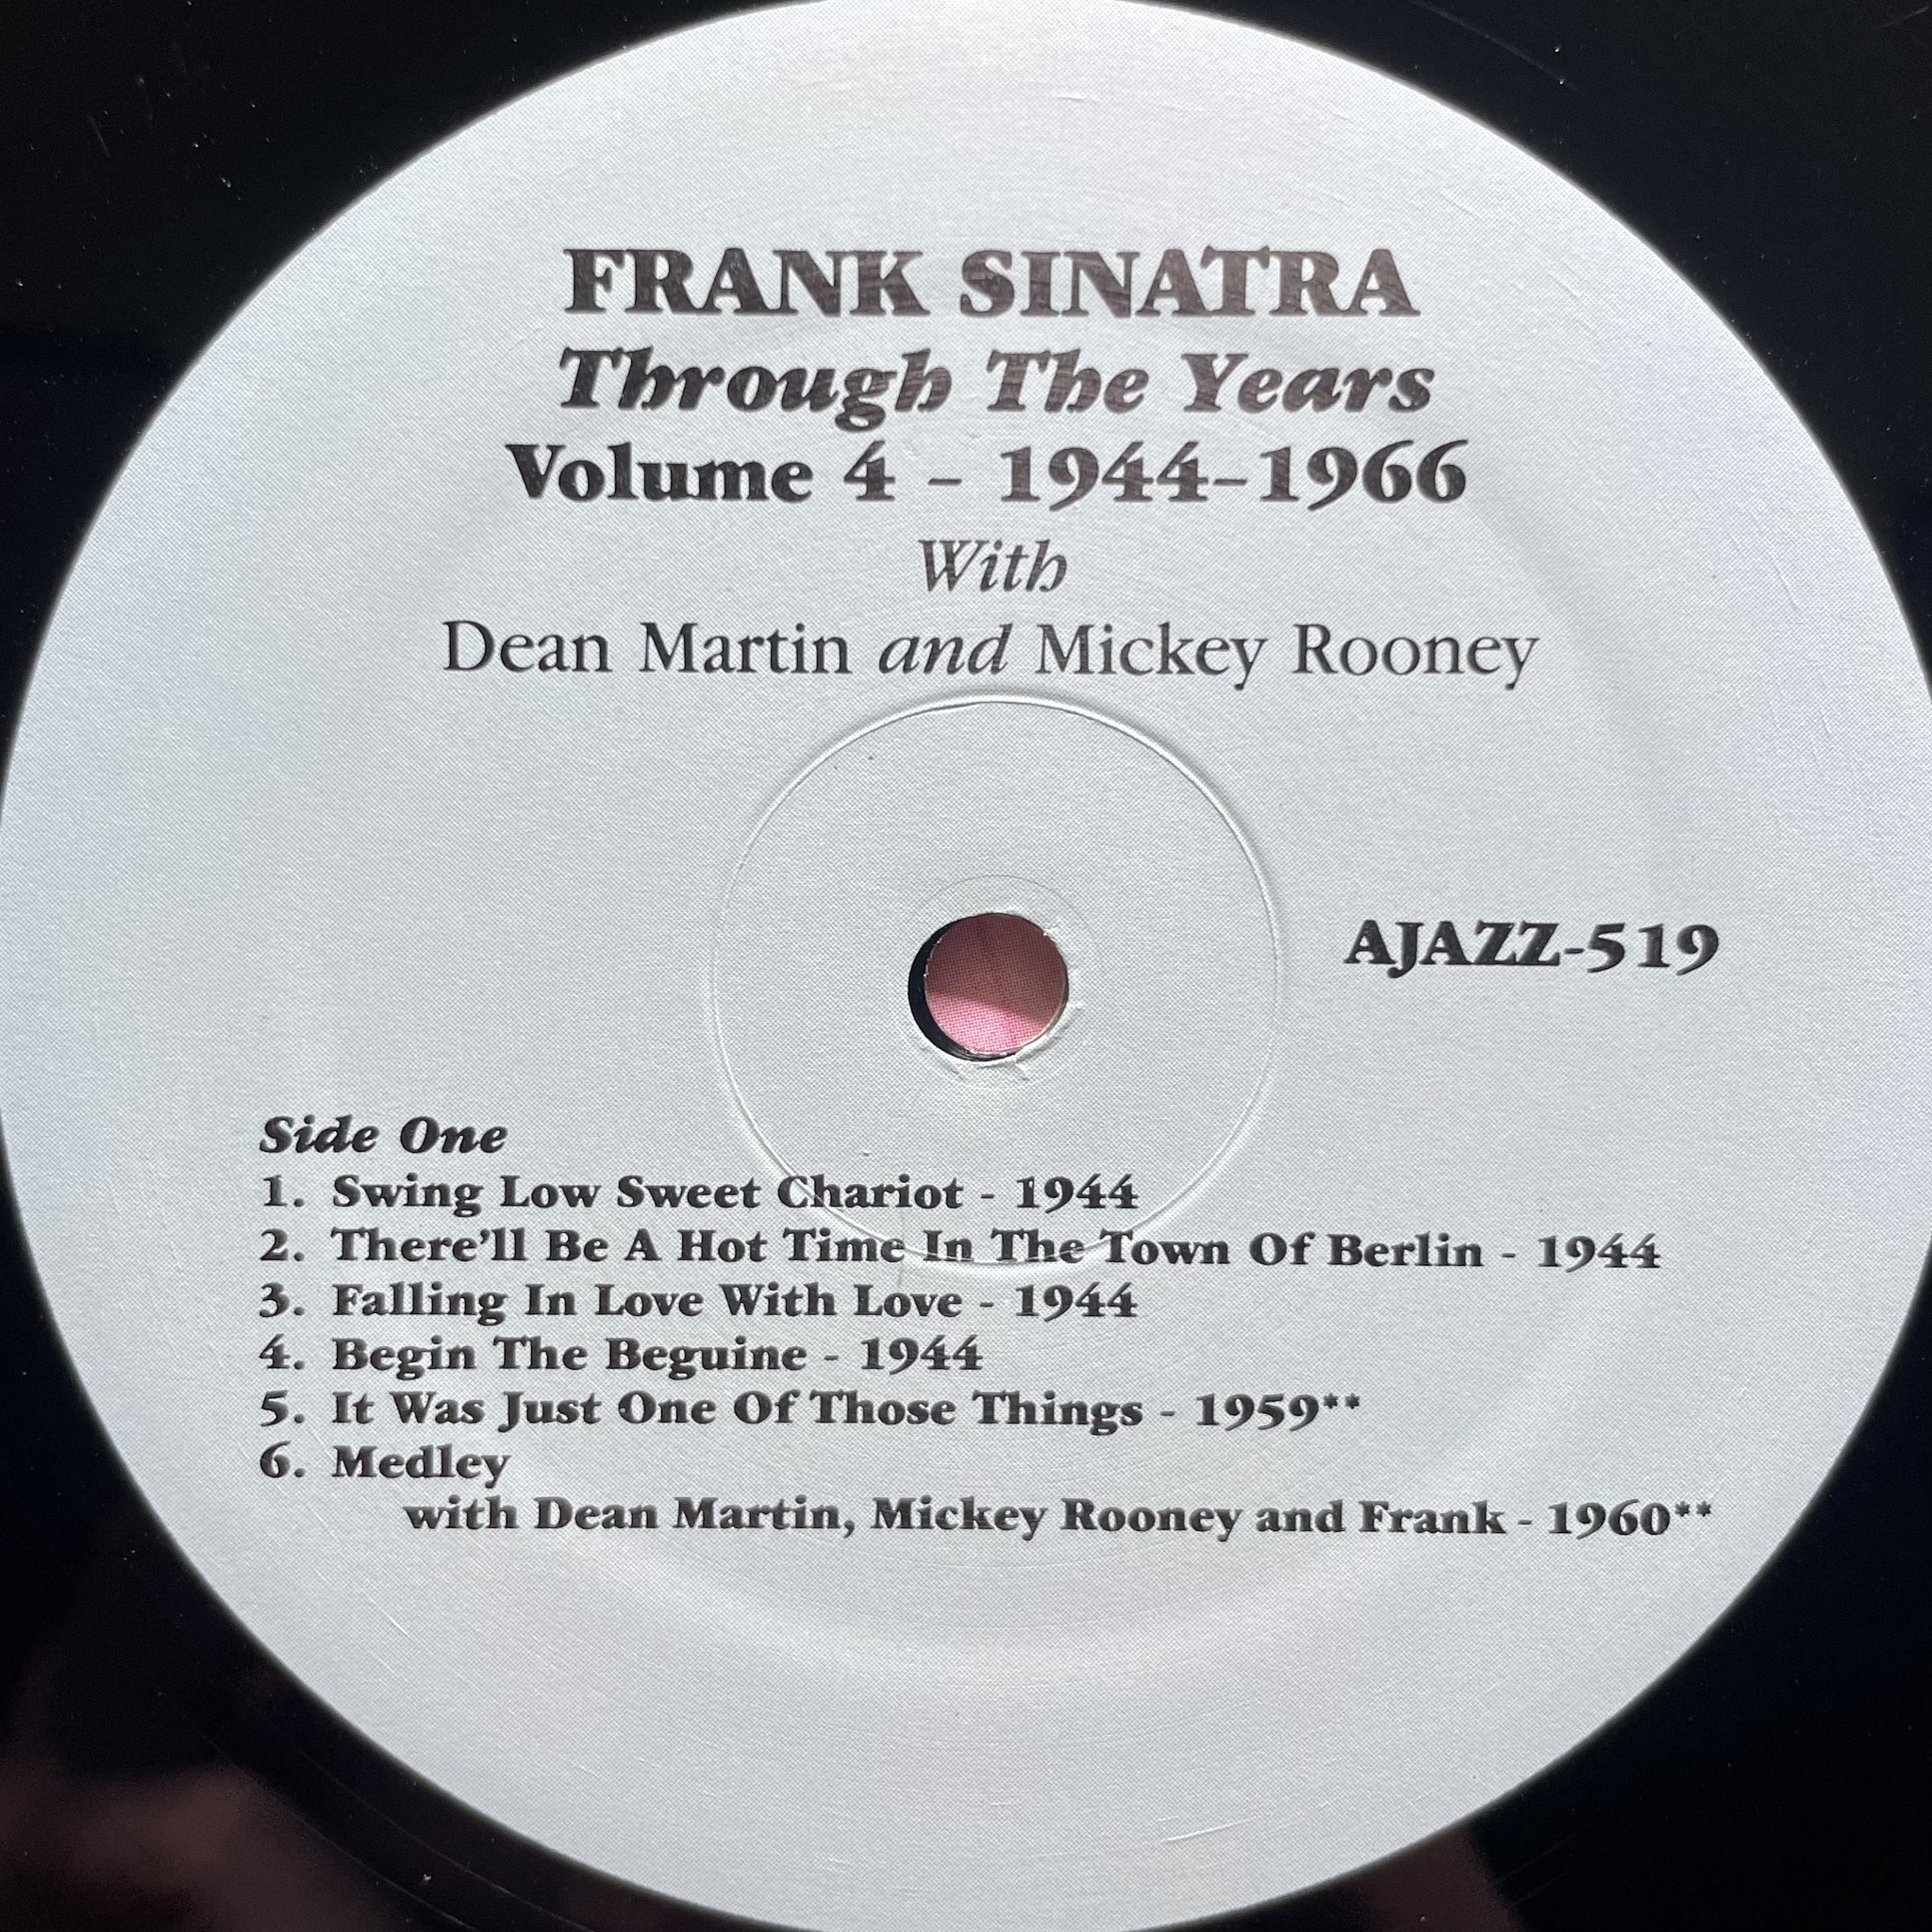 FRANK SINATRA
Through The Years
Volume 4 - 1944-1966
With
Dean Martin and Mickey Rooney
AJAZZ-519
Side One
1. Swing Low Sweet Chariot - 1944
2. There'll Be A Hot Time In The Town Of Berlin - 1944
3. Falling In Love With Love - 1944
4. Begin The Beguine - 1944
5. It Was Just One Of Those Things - 1959**
6. Medley
with Dean Martin, Mickey Rooney and Frank - 1960**